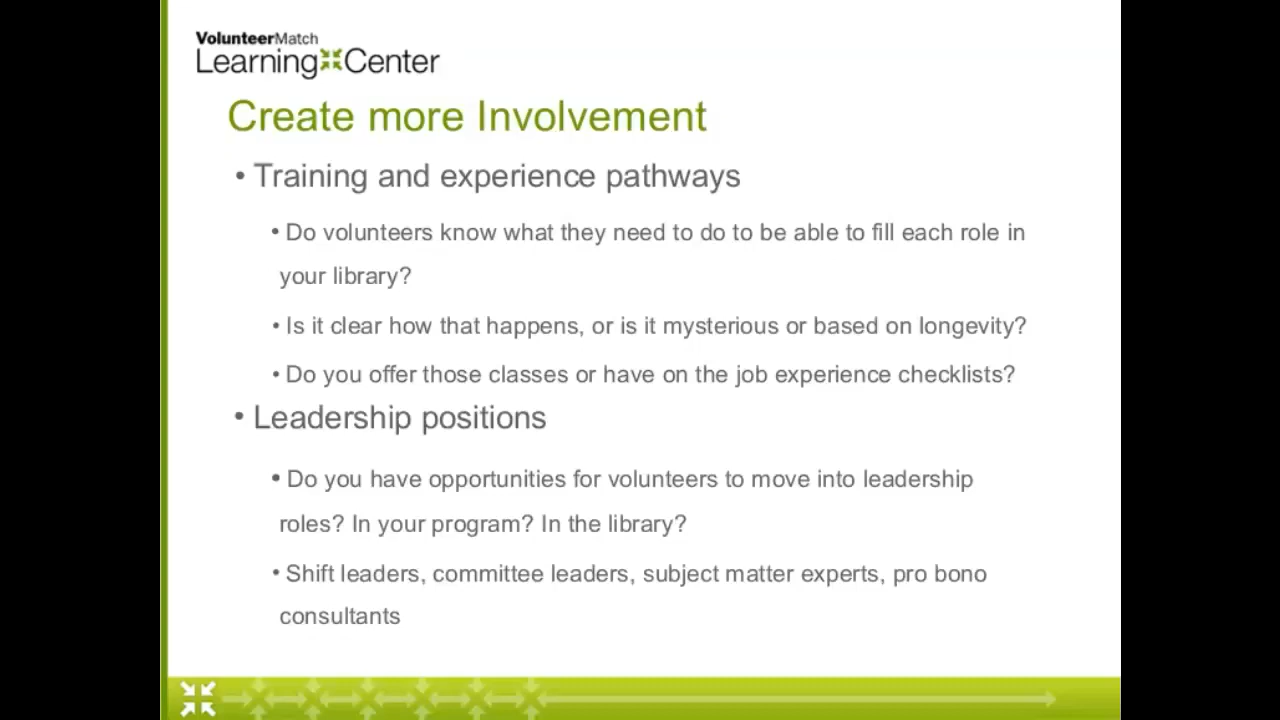 VolunteerMatch
Learning Center
Create more Involvement
• Training and experience pathways
• Do volunteers know what they need to do to be able to fill each role in
your library?
• Is it clear how that happens, or is it mysterious or based on longevity?
• Do you offer those classes or have on the job experience checklists?
• Leadership positions
• Do you have opportunities for volunteers to move into leadership
roles? In your program? In the library?
• Shift leaders, committee leaders, subject matter experts, pro bono
consultants